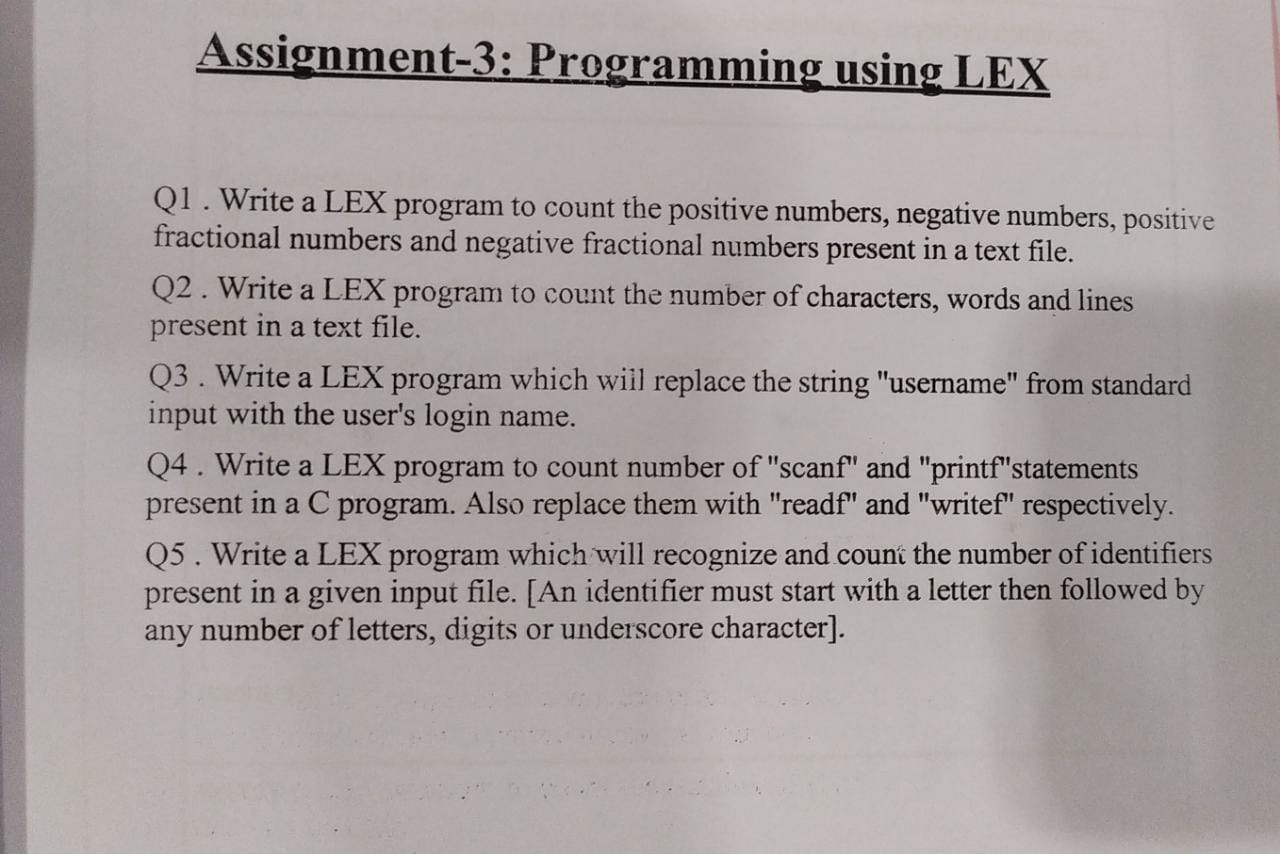 Assignment-3: Programming using LEX
Q1 . Write a LEX program to count the positive numbers, negative numbers, positive
fractional numbers and negative fractional numbers present in a text file.
Q2 . Write a LEX program to count the number of characters, words and lines
present in a text file.
Q3 . Write a LEX program which will replace the string "username" from standard
input with the user's login name.
Q4 . Write a LEX program to count number of "scanf" and "printf"statements
present in a C program. Also replace them with "readf" and "writef" respectively.
Q5 . Write a LEX program which will recognize and count the number of identifiers
present in a given input file. [An identifier must start with a letter then followed by
any number of letters, digits or underscore character].